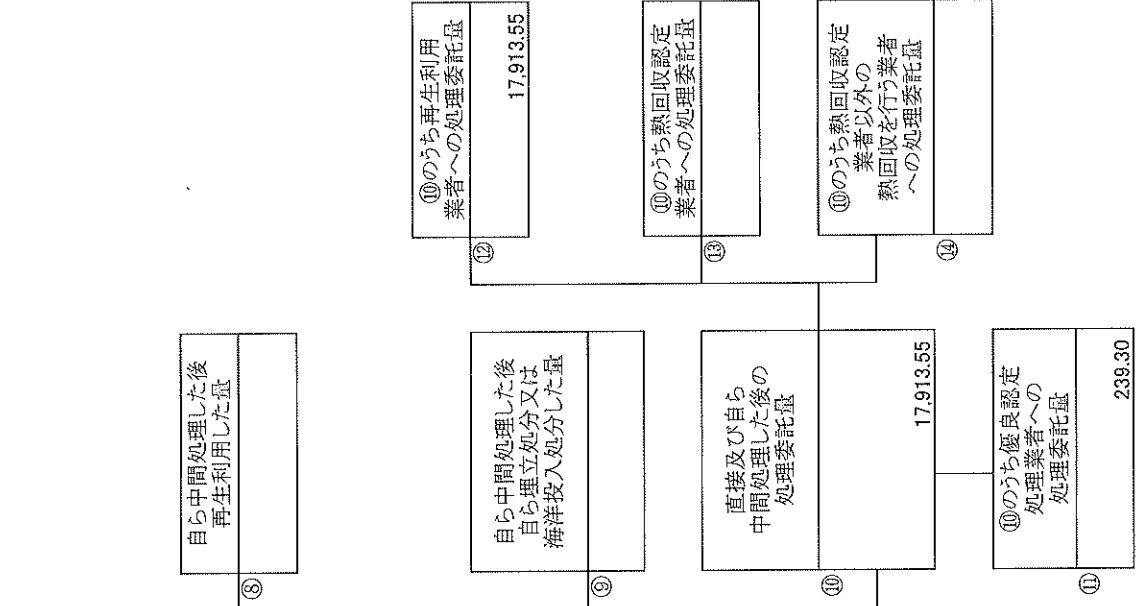 ⑧
自ら中間処理した後
再生利用した量
⑨
自ら中間処理した後
自ら埋立処分又は
海洋投入処分した量
⑩
直接及び自ら
中間処理した後の
処理委託量
17,913.55
⑪
⑩のうち優良認定
処理業者への
処理委託量
239.30
⑫
⑩のうち再生利用
業者への処理委託量
17,913.55
⑬
⑩のうち熱回収認定
業者への処理委託量
⑭
⑩のうち熱回収認定
業者以外の
熱回収を行う業者
への処理委託量